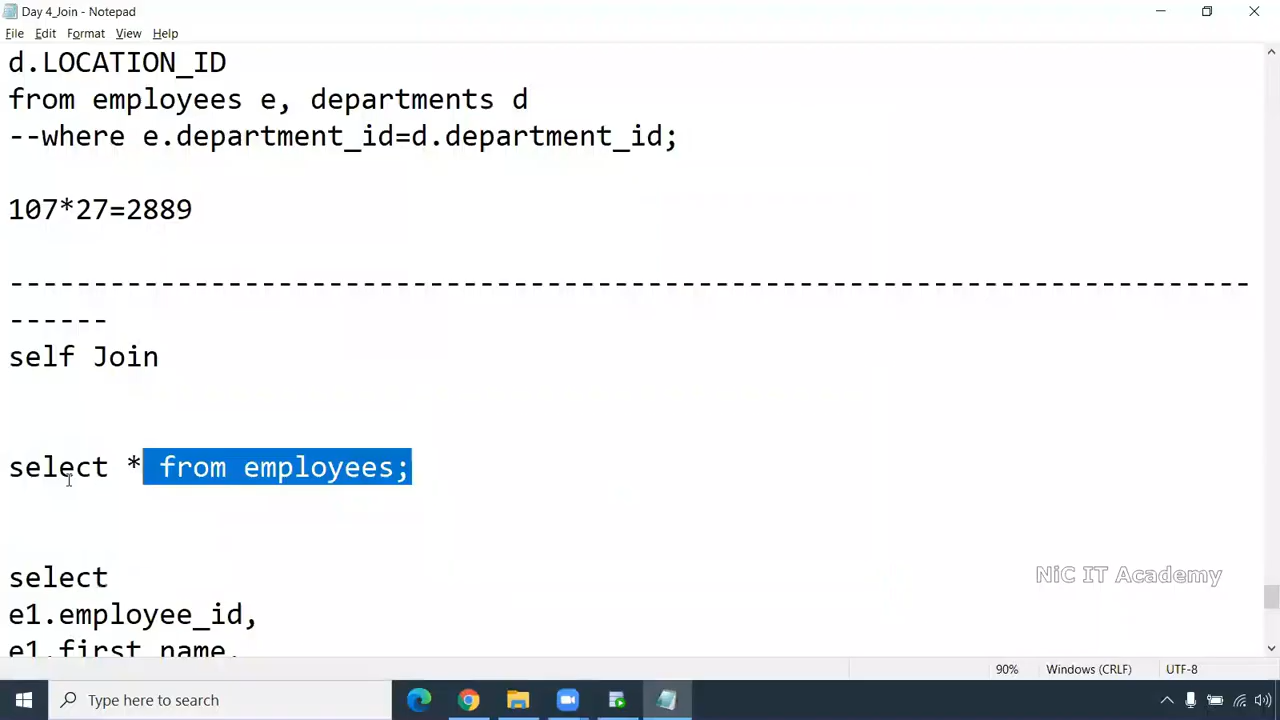 Day 4_Join - Notepad
File Edit Format View Help
d.LOCATION_ID
from employees e, departments d
--where e.department_id=d.department_id;
107*27=2889
--------------------------------------------------------------------------
------
self Join
select * from employees;
select
e1.employee_id,
e1.first_name,
NiC IT Academy
90% Windows (CRLF) UTF-8
Type here to search